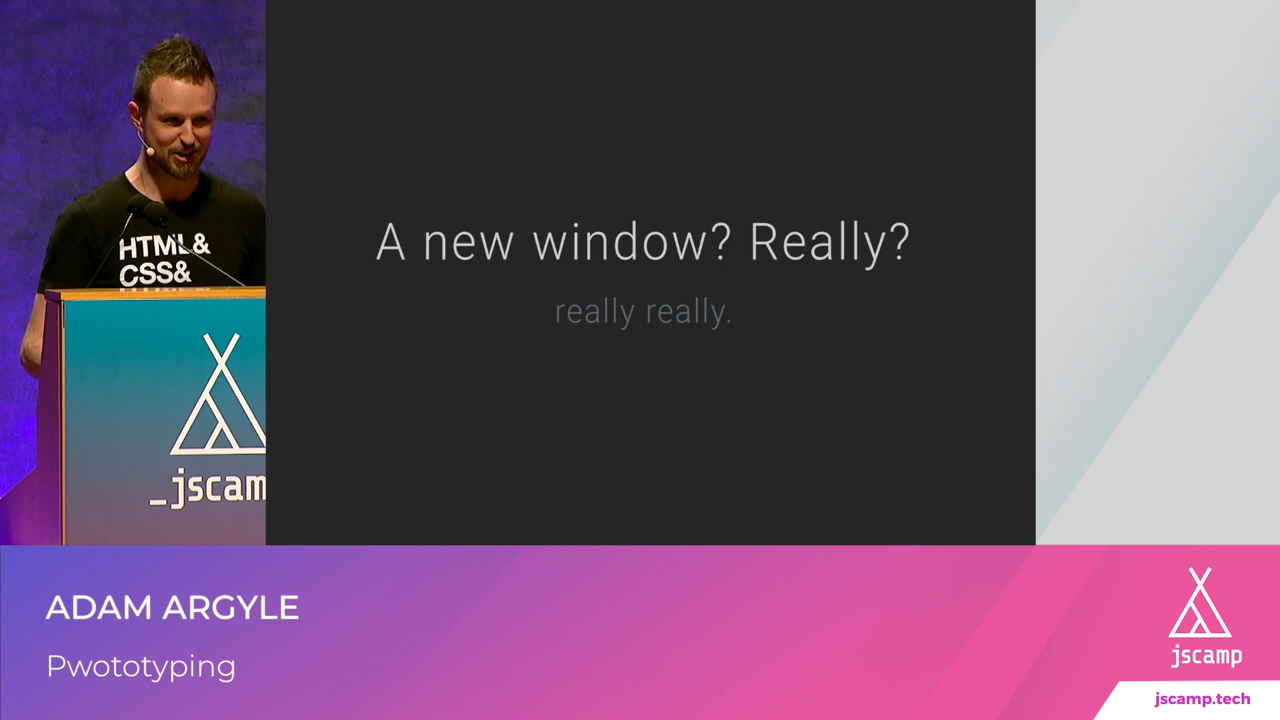 HTML&
CSS&
_jscam
A new window? Really?
really really.
ADAM ARGYLE
Pwototyping
jscamp
jscamp.tech